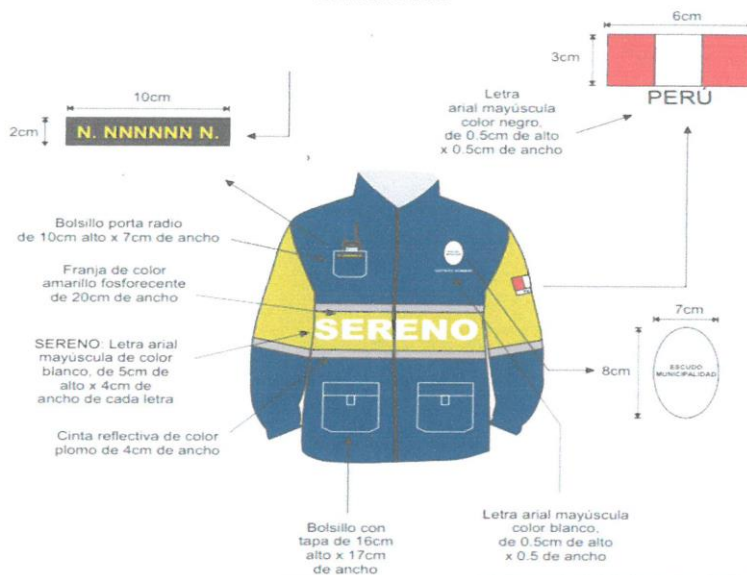 6cm
3cm
PERÚ
Letra
arial mayúscula
color negro,
de 0.5cm de alto
x 0.5cm de ancho
10cm
2cm
N. NNNNNN N.
Bolsillo porta radio
de 10cm alto x 7cm de ancho
Franja de color
amarillo fosforecente
de 20cm de ancho
SERENO
SERENO: Letra arial
mayúscula de color
blanco, de 5cm de
alto x 4cm de
ancho de cada letra
Cinta reflectiva de color
plomo de 4cm de ancho
7cm
8cm
ESCUDO
MUNICIPALIDAD
Bolsillo con
tapa de 16cm
alto x 17cm
de ancho
Letra arial mayúscula
color blanco,
de 0.5cm de alto
x 0.5 de ancho